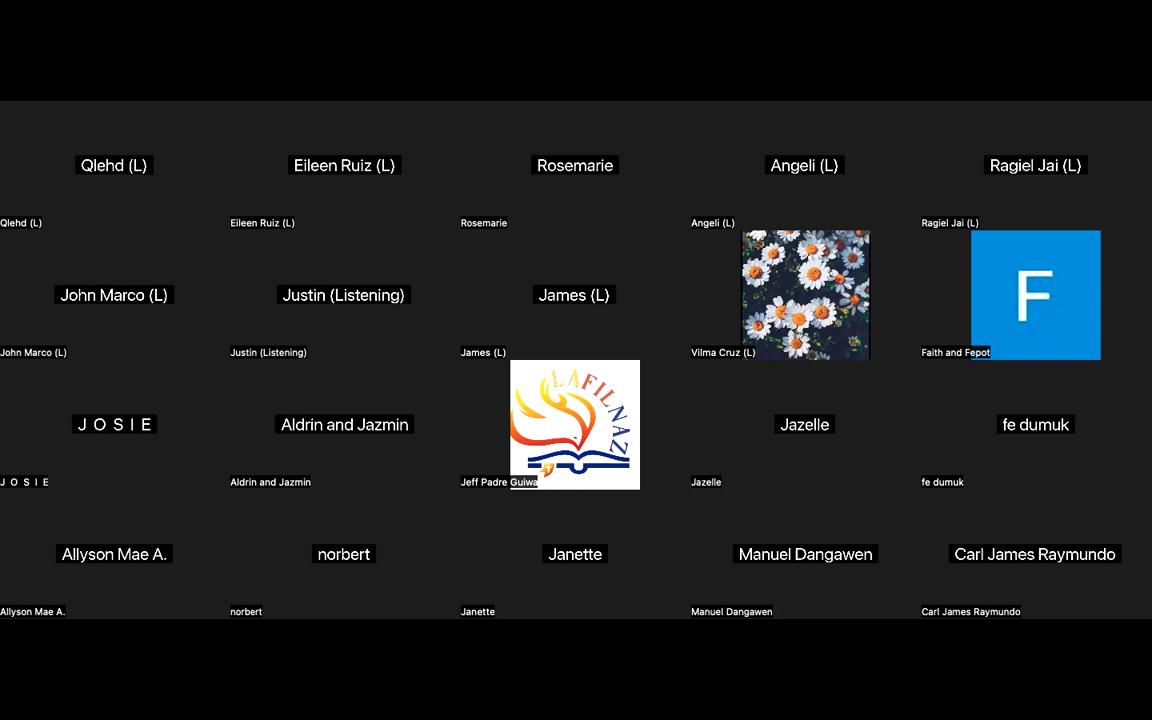 Qlehd (L)
Eileen Ruiz (L)
Rosemarie
Angeli (L)
Ragiel Jai (L)
Qlehd (L)
Eileen Ruiz (L)
Rosemarie
Angeli (L)
Ragiel Jai (L)
John Marco (L)
Justin (Listening)
James (L)
F
John Marco (L)
Justin (Listening)
James (L)
Vilma Cruz (L)
Faith and Fepot
J O S I E
Aldrin and Jazmin
LAFILNAZ
Jazelle
fe dumuk
J O S I E
Aldrin and Jazmin
Jeff Padre Guiwa
Jazelle
fe dumuk
Allyson Mae A.
norbert
Janette
Manuel Dangawen
Carl James Raymundo
Allyson Mae A.
norbert
Janette
Manuel Dangawen
Carl James Raymundo